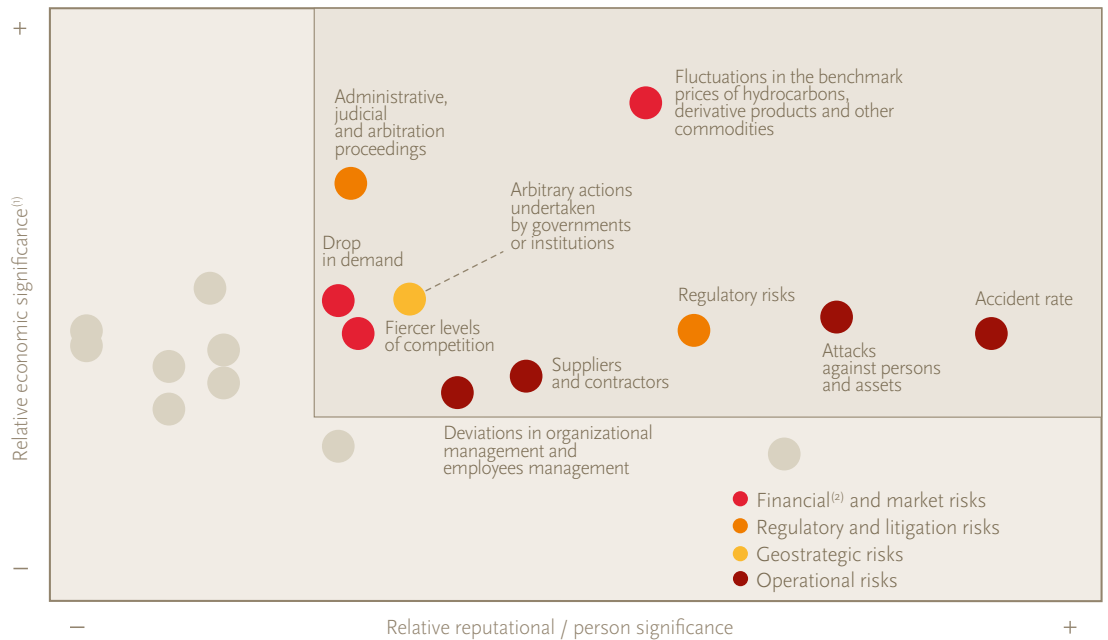 +
Relative economic significance(1)
–
Fluctuations in the benchmark
prices of hydrocarbons,
derivative products and other
commodities
Administrative,
judicial
and arbitration
proceedings
Arbitrary actions
undertaken
by governments
or institutions
Drop
in demand
Fiercer levels
of competition
Regulatory risks
Accident rate
Attacks
against persons
and assets
Suppliers
and contractors
Deviations in organizational
management and
employees management
Financial(2) and market risks
Regulatory and litigation risks
Geostrategic risks
Operational risks
–
Relative reputational / person significance
+